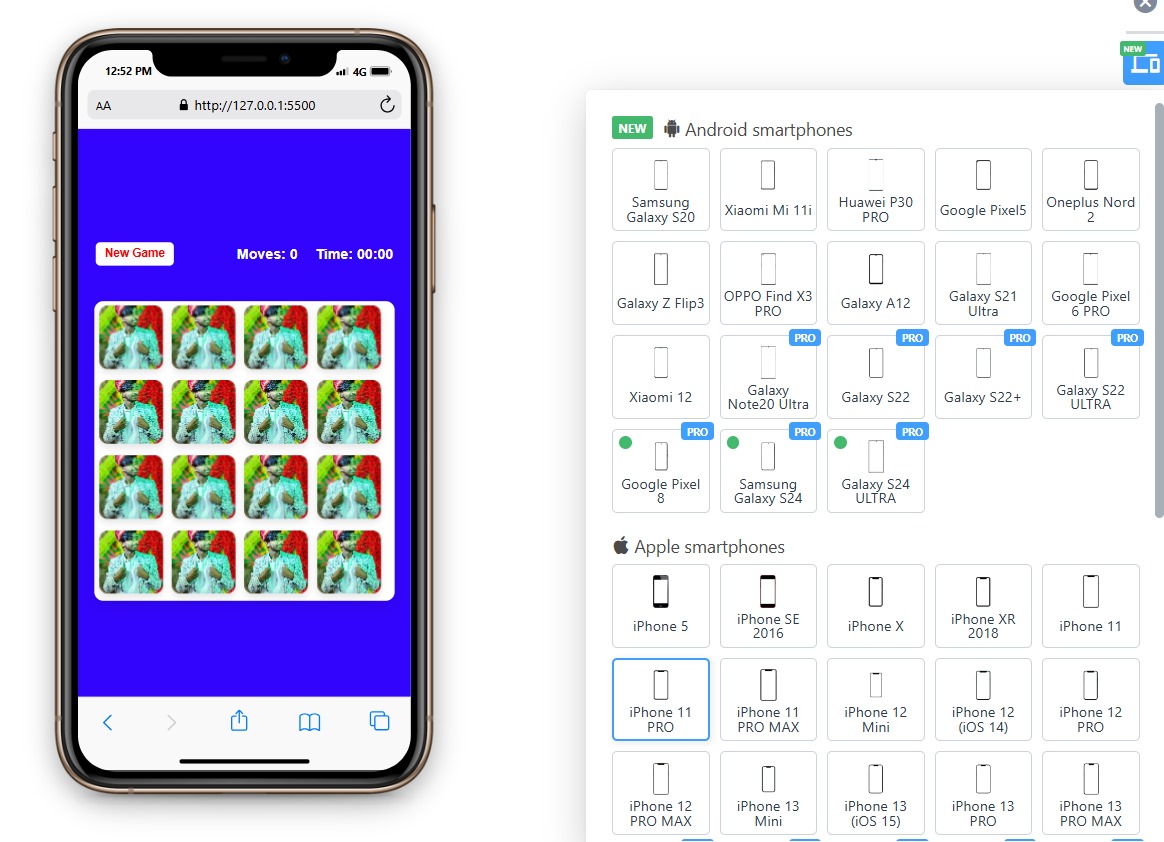 NEW
12:52 PM
4G
AA
http://127.0.0.1:5500
New Game
Moves: 0
Time: 00:00
NEW
Android smartphones
Samsung
Galaxy S20
Xiaomi Mi 11i
Huawei P30
PRO
Google Pixel5
Oneplus Nord
2
Galaxy Z Flip3
OPPO Find X3
PRO
Galaxy A12
Galaxy S21
Ultra
Google Pixel
6 PRO
Xiaomi 12
PRO
Galaxy
Note20 Ultra
PRO
Galaxy S22
PRO
Galaxy S22+
PRO
Galaxy S22
ULTRA
PRO
Google Pixel
8
PRO
Samsung
Galaxy S24
PRO
Galaxy S24
ULTRA
Apple smartphones
iPhone 5
iPhone SE
2016
iPhone X
iPhone XR
2018
iPhone 11
iPhone 11
PRO
iPhone 11
PRO MAX
iPhone 12
Mini
iPhone 12
(iOS 14)
iPhone 12
PRO
iPhone 12
PRO MAX
iPhone 13
Mini
iPhone 13
(iOS 15)
iPhone 13
PRO
iPhone 13
PRO MAX